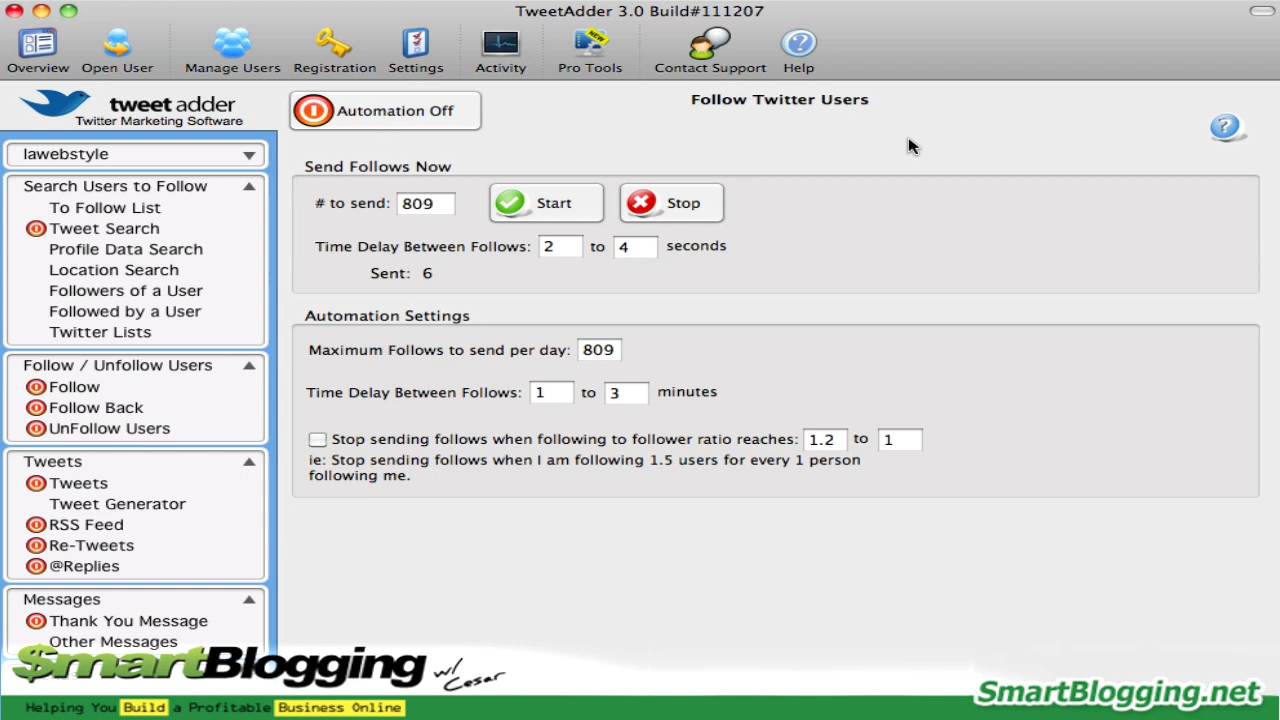 TweetAdder 3.0 Build#111207
Overview Open User Manage Users Registration Settings Activity Pro Tools Contact Support Help
NEW
tweet adder
Twitter Marketing Software
Automation Off
Follow Twitter Users
?
lawebstyle
Search Users to Follow
To Follow List
Tweet Search
Profile Data Search
Location Search
Followers of a User
Followed by a User
Twitter Lists
Follow / Unfollow Users
Follow
Follow Back
UnFollow Users
Tweets
Tweets
Tweet Generator
RSS Feed
Re-Tweets
@Replies
Messages
Thank You Message
Other Messages
Send Follows Now
# to send: 809 Start Stop
Time Delay Between Follows: 2 to 4 seconds
Sent: 6
Automation Settings
Maximum Follows to send per day: 809
Time Delay Between Follows: 1 to 3 minutes
Stop sending follows when following to follower ratio reaches: 1.2 to 1
ie: Stop sending follows when I am following 1.5 users for every 1 person
following me.
$martBlogging w/ Cesar
SmartBlogging.net
Helping You Build a Profitable Business Online